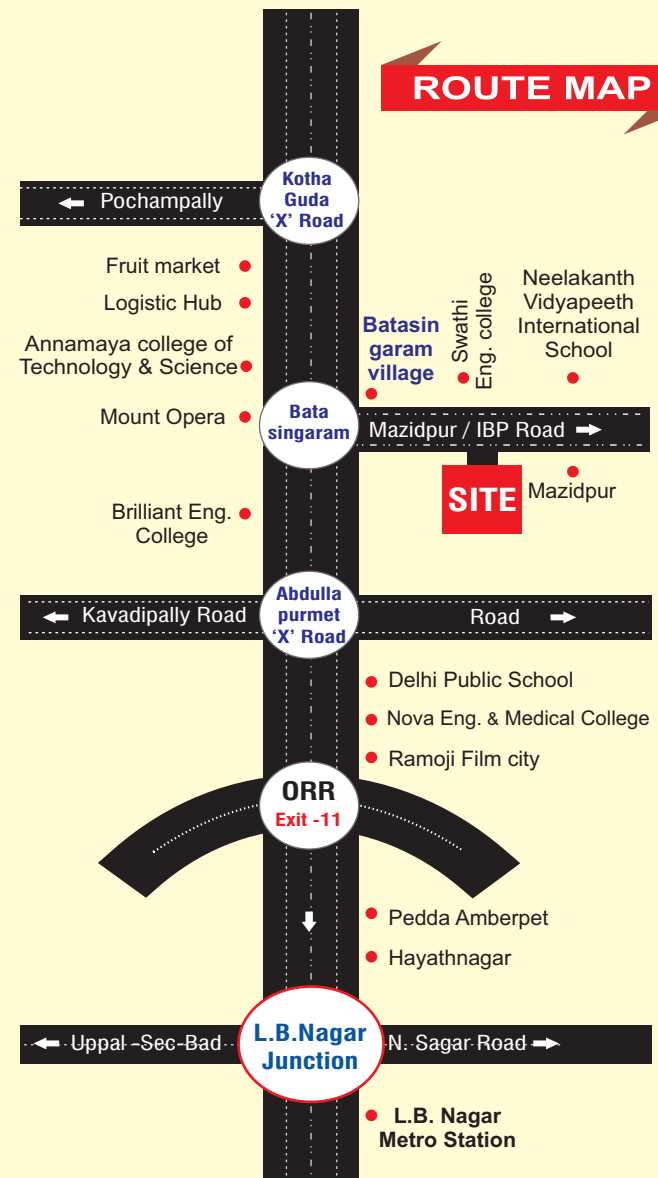 ROUTE MAP
Kotha
Guda
‘X’ Road
Pochampally
Fruit market
Logistic Hub
Annamaya college of
Technology & Science
Mount Opera
Brilliant Eng.
College
Batasin
garam
village
Swathi
Eng. college
Neelakanth
Vidyapeeth
International
School
Bata
singaram
Mazidpur / IBP Road
SITE
Mazidpur
Abdulla
purmet
‘X’ Road
Kavadipally Road
Road
Delhi Public School
Nova Eng. & Medical College
Ramoji Film city
ORR
Exit -11
Pedda Amberpet
Hayathnagar
Uppal -Sec-Bad
L.B.Nagar
Junction
N. Sagar Road
L.B. Nagar
Metro Station